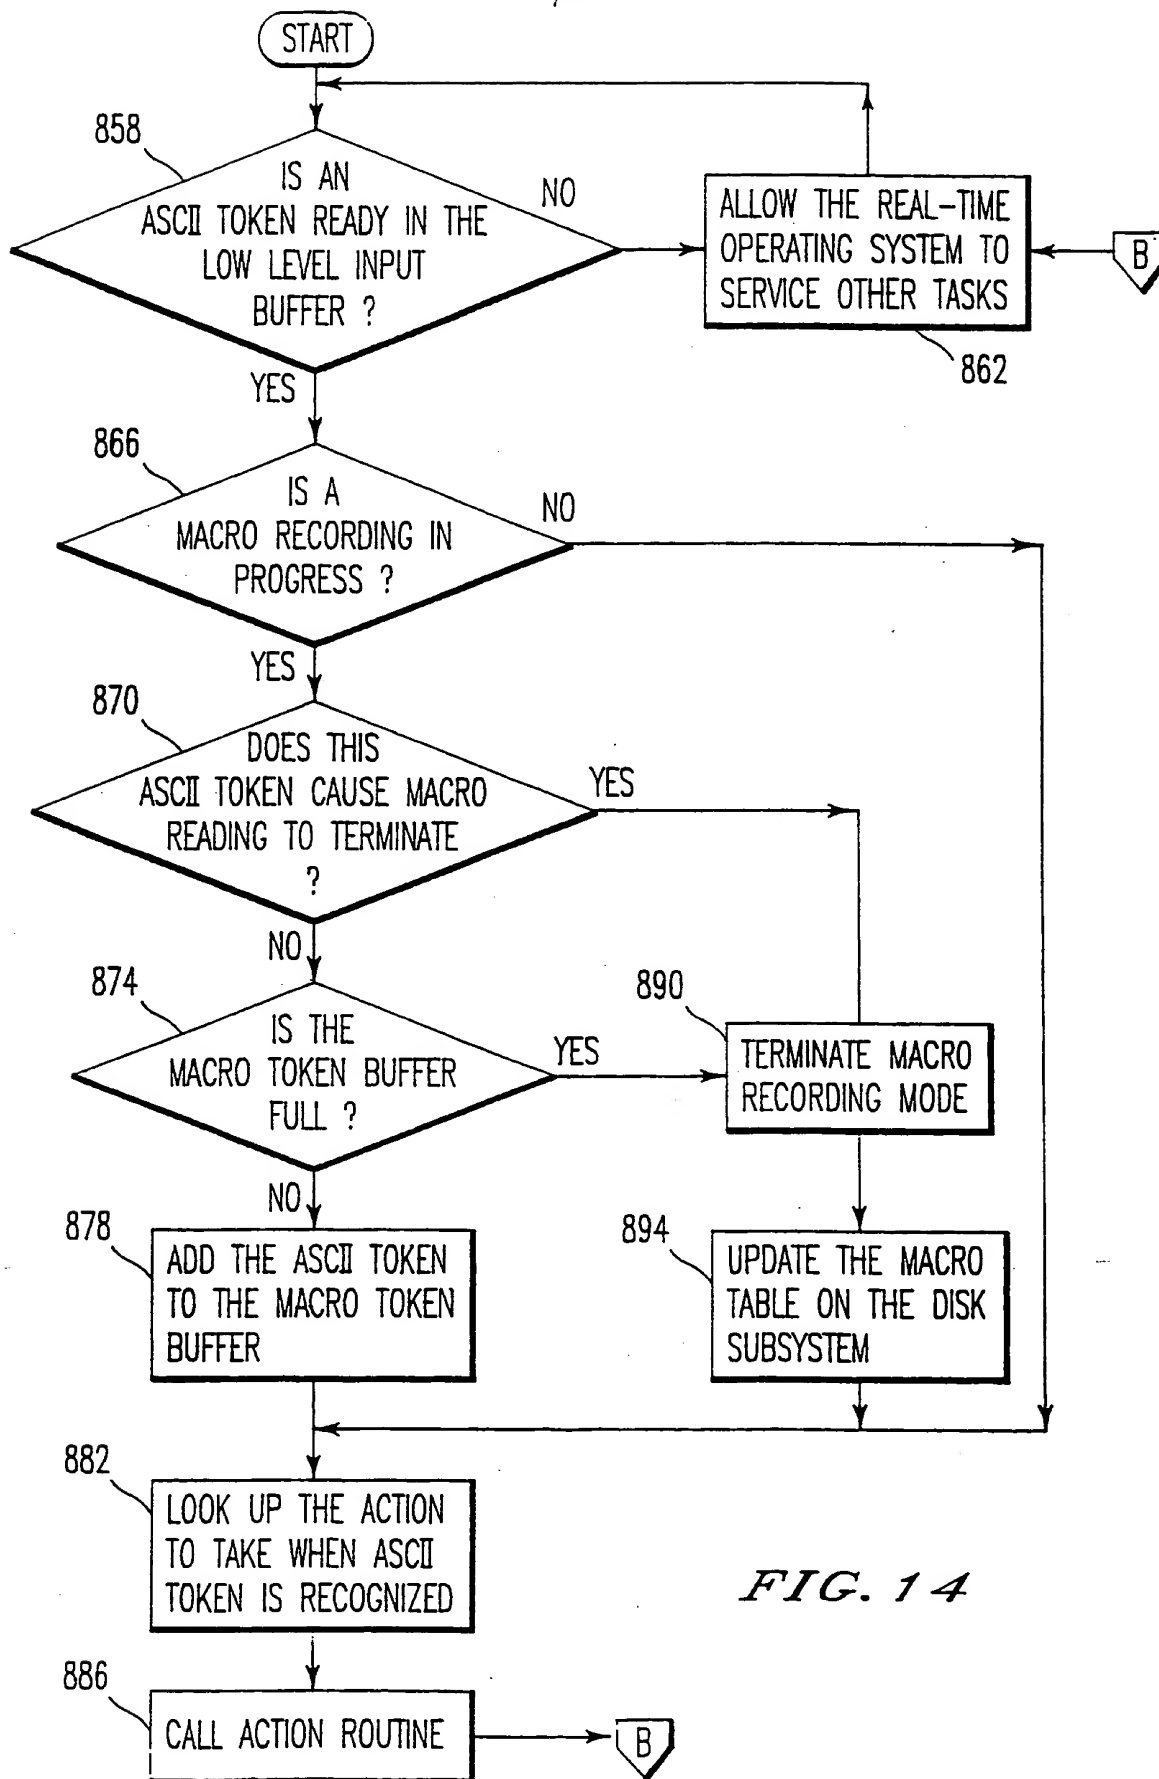 START
858
IS AN
ASCII TOKEN READY IN THE
LOW LEVEL INPUT
BUFFER ?
NO
YES
ALLOW THE REAL-TIME
OPERATING SYSTEM TO
SERVICE OTHER TASKS
862
B
866
IS A
MACRO RECORDING IN
PROGRESS ?
NO
YES
870
DOES THIS
ASCII TOKEN CAUSE MACRO
READING TO TERMINATE
?
YES
NO
874
IS THE
MACRO TOKEN BUFFER
FULL ?
YES
NO
890
TERMINATE MACRO
RECORDING MODE
878
ADD THE ASCII TOKEN
TO THE MACRO TOKEN
BUFFER
894
UPDATE THE MACRO
TABLE ON THE DISK
SUBSYSTEM
882
LOOK UP THE ACTION
TO TAKE WHEN ASCII
TOKEN IS RECOGNIZED
886
CALL ACTION ROUTINE
B
FIG. 14